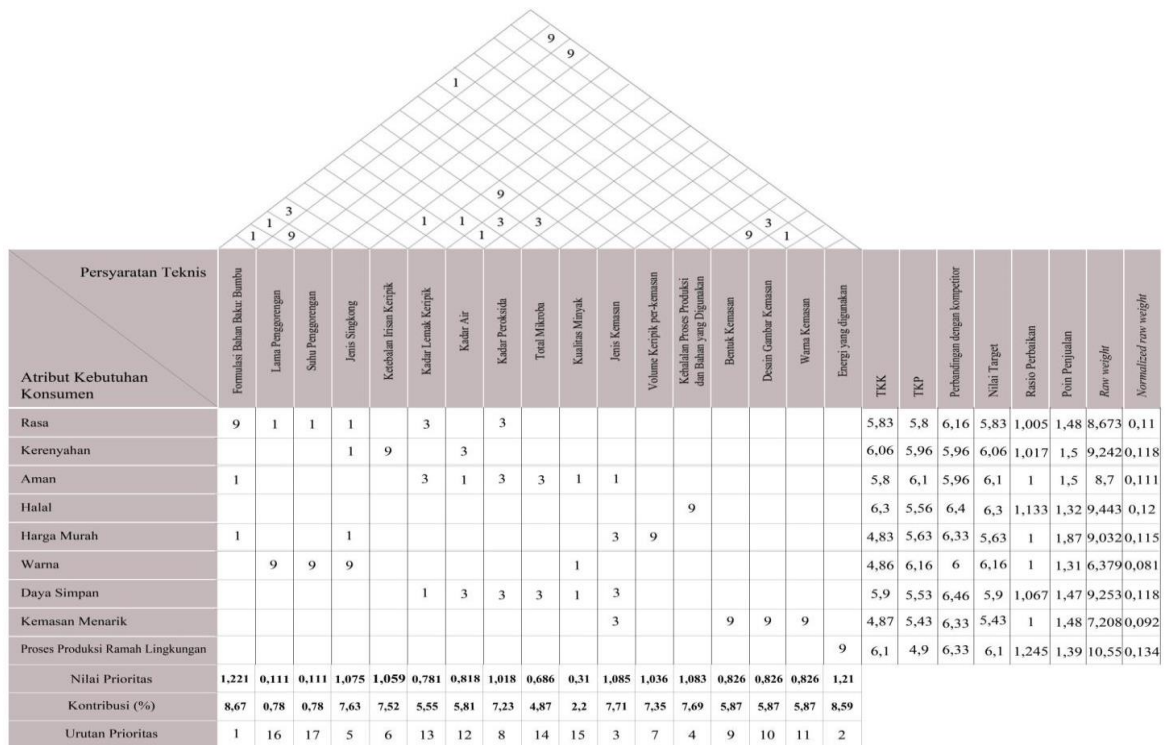 9
9
1
9
3 1 1 3 3 3
1
1 9 1 9 1
Persyaratan Teknis
Atribut Kebutuhan
Konsumen
Formulasi Bahan Baku: Bumbu
Lama Penggorengan
Suhu Penggorengan
Jenis Singkong
Ketebalan Irisan Keripik
Kadar Lemak Keripik
Kadar Air
Kadar Peroksida
Total Mikroba
Kualitas Minyak
Jenis Kemasan
Volume Keripik per-kemasan
Kehalalan Proses Produksi
dan Bahan yang Digunakan
Bentuk Kemasan
Desain Gambar Kemasan
Warna Kemasan
Energi yang digunakan
TKK
TKP
Perbandingan dengan kompetitor
Nilai Target
Rasio Perbaikan
Poin Penjualan
Raw weight
Normalized raw weight
Rasa 9 1 1 1 3 3 5,83 5,8 6,16 5,83 1,005 1,48 8,673 0,11
Kerenyahan 1 9 3 6,06 5,96 5,96 6,06 1,017 1,5 9,242 0,118
Aman 1 3 1 3 3 1 1 5,8 6,1 5,96 6,1 1 1,5 8,7 0,111
Halal 9 6,3 5,56 6,4 6,3 1,133 1,32 9,443 0,12
Harga Murah 1 1 3 9 4,83 5,63 6,33 5,63 1 1,87 9,032 0,115
Warna 9 9 9 1 4,86 6,16 6 6,16 1 1,31 6,379 0,081
Daya Simpan 1 3 3 3 1 3 5,9 5,53 6,46 5,9 1,067 1,47 9,253 0,118
Kemasan Menarik 3 9 9 9 4,87 5,43 6,33 5,43 1 1,48 7,208 0,092
Proses Produksi Ramah Lingkungan 9 6,1 4,9 6,33 6,1 1,245 1,39 10,55 0,134
Nilai Prioritas 1,221 0,111 0,111 1,075 1,059 0,781 0,818 1,018 0,686 0,31 1,085 1,036 1,083 0,826 0,826 0,826 1,21
Kontribusi (%) 8,67 0,78 0,78 7,63 7,52 5,55 5,81 7,23 4,87 2,2 7,71 7,35 7,69 5,87 5,87 5,87 8,59
Urutan Prioritas 1 16 17 5 6 13 12 8 14 15 3 7 4 9 10 11 2